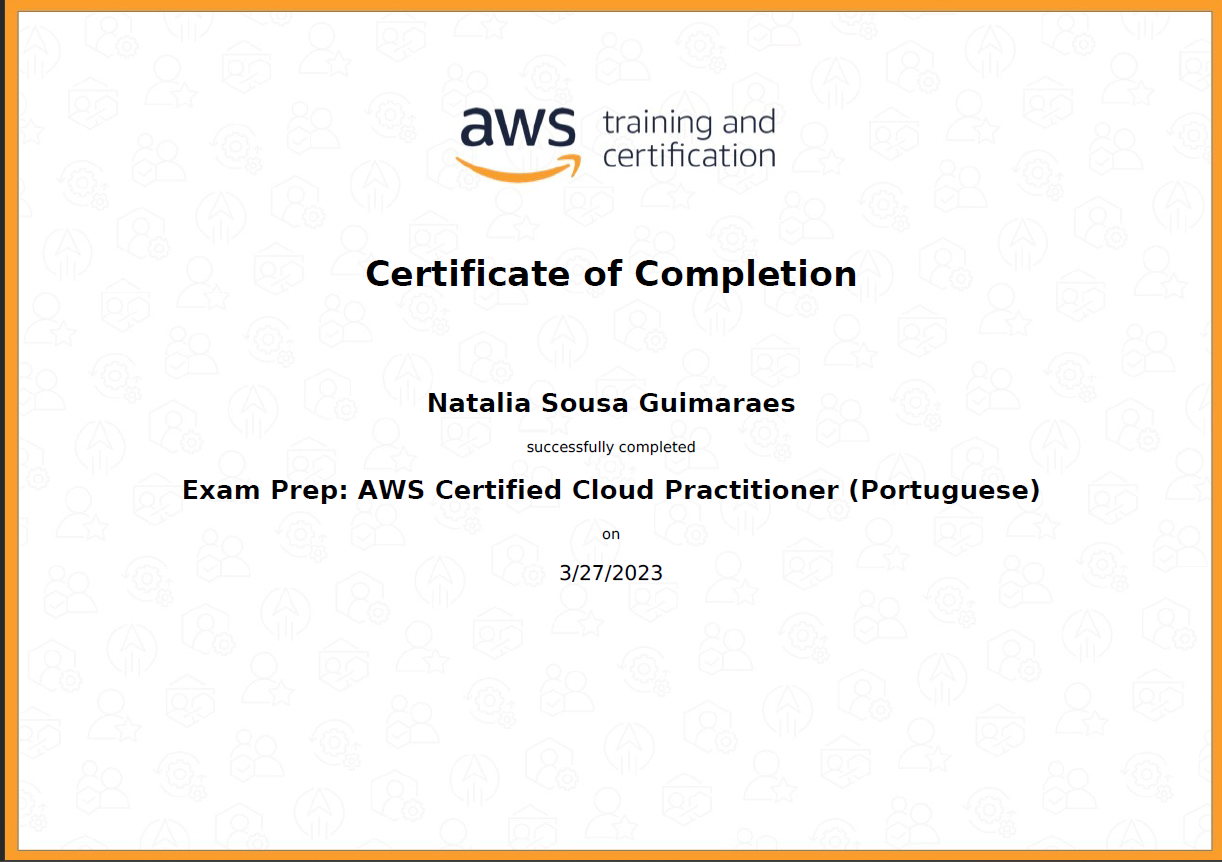 aws training and
certification
Certificate of Completion
Natalia Sousa Guimaraes
successfully completed
Exam Prep: AWS Certified Cloud Practitioner (Portuguese)
on
3/27/2023